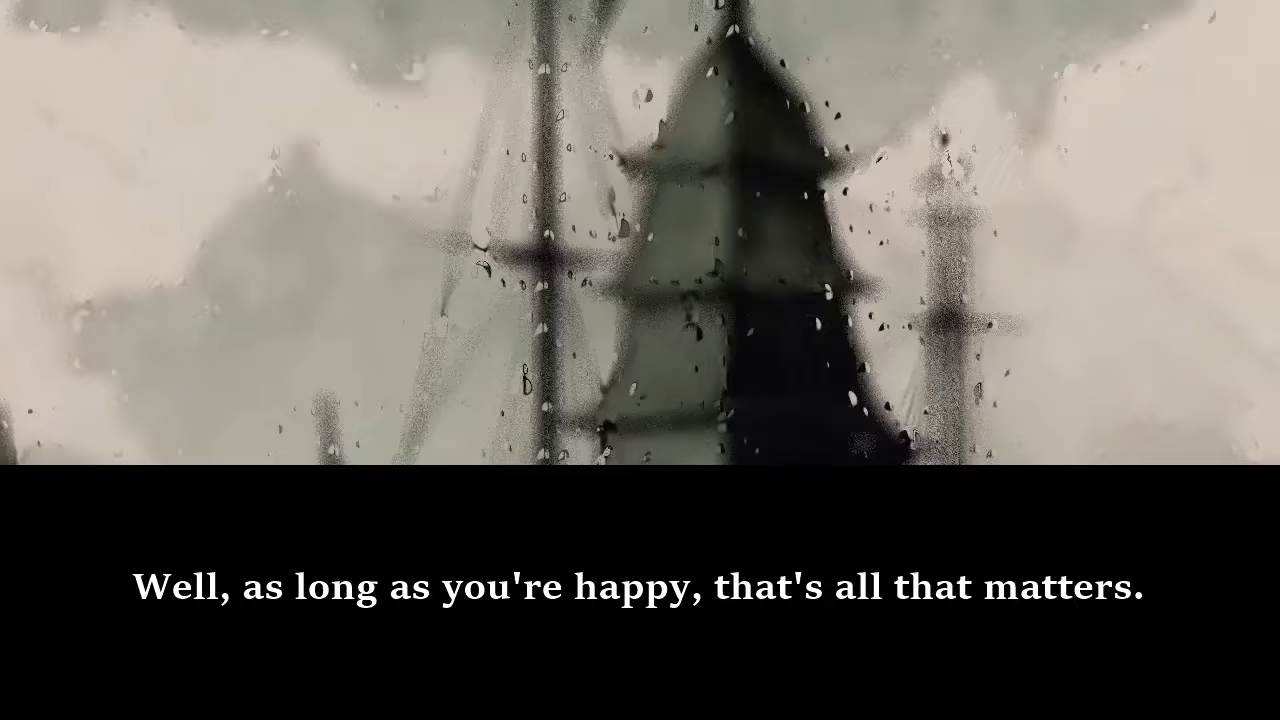 Well, as long as you're happy, that's all that matters.